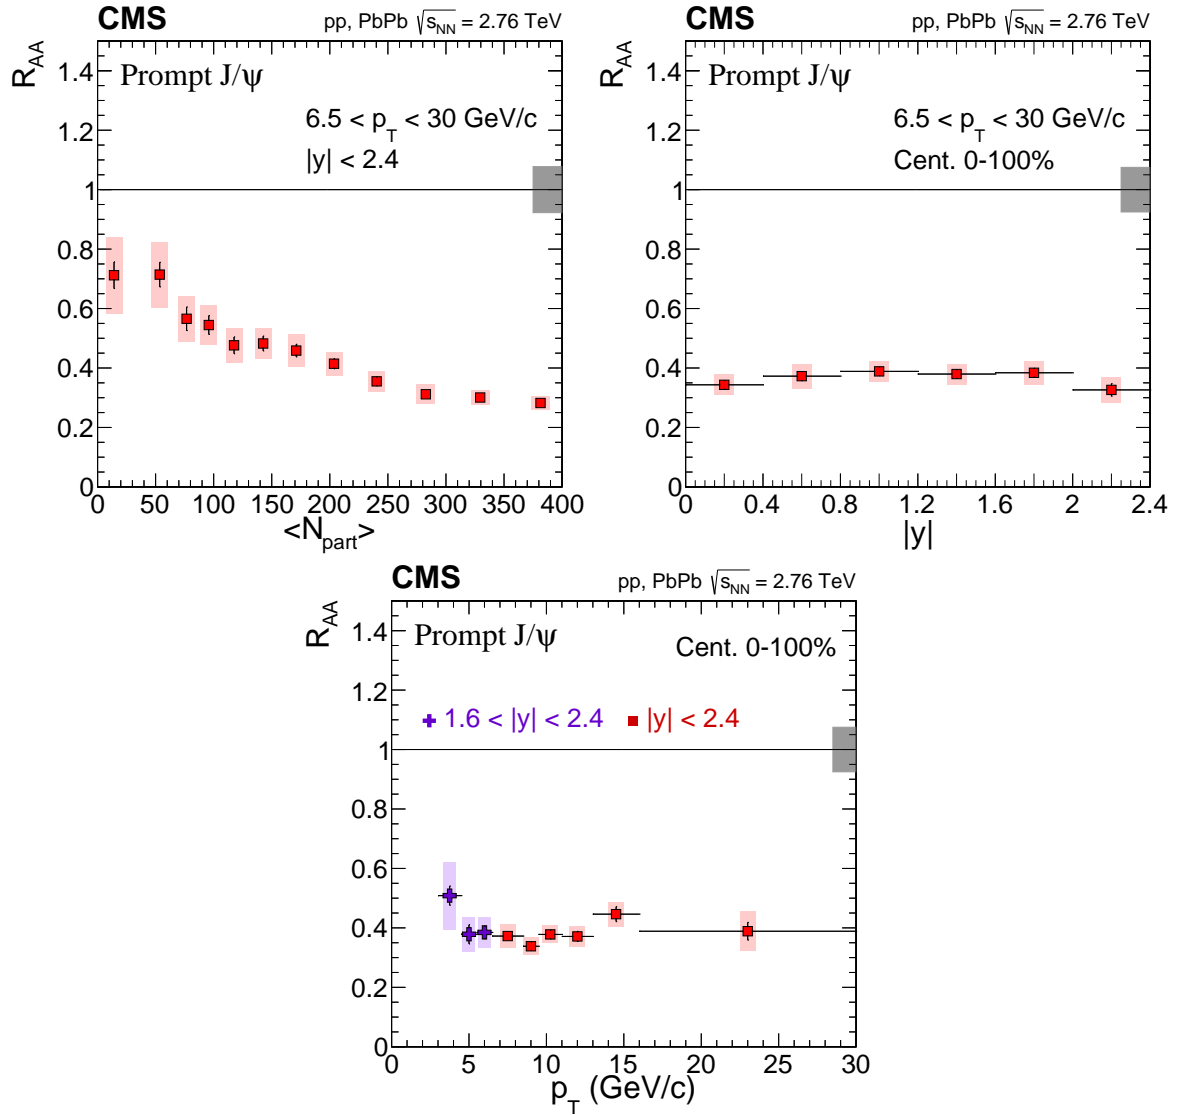 CMS pp, PbPb √s_NN = 2.76 TeV
R_AA
Prompt J/ψ
6.5 < p_T < 30 GeV/c
|y| < 2.4
1.4
1.2
1
0.8
0.6
0.4
0.2
0
0 50 100 150 200 250 300 350 400
<N_part>
CMS pp, PbPb √s_NN = 2.76 TeV
R_AA
Prompt J/ψ
6.5 < p_T < 30 GeV/c
Cent. 0-100%
1.4
1.2
1
0.8
0.6
0.4
0.2
0
0 0.4 0.8 1.2 1.6 2 2.4
|y|
CMS pp, PbPb √s_NN = 2.76 TeV
R_AA
Prompt J/ψ
Cent. 0-100%
1.6 < |y| < 2.4 |y| < 2.4
1.4
1.2
1
0.8
0.6
0.4
0.2
0
0 5 10 15 20 25 30
p_T (GeV/c)